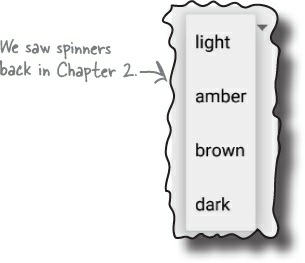 We saw spinners
back in Chapter 2.
light
amber
brown
dark